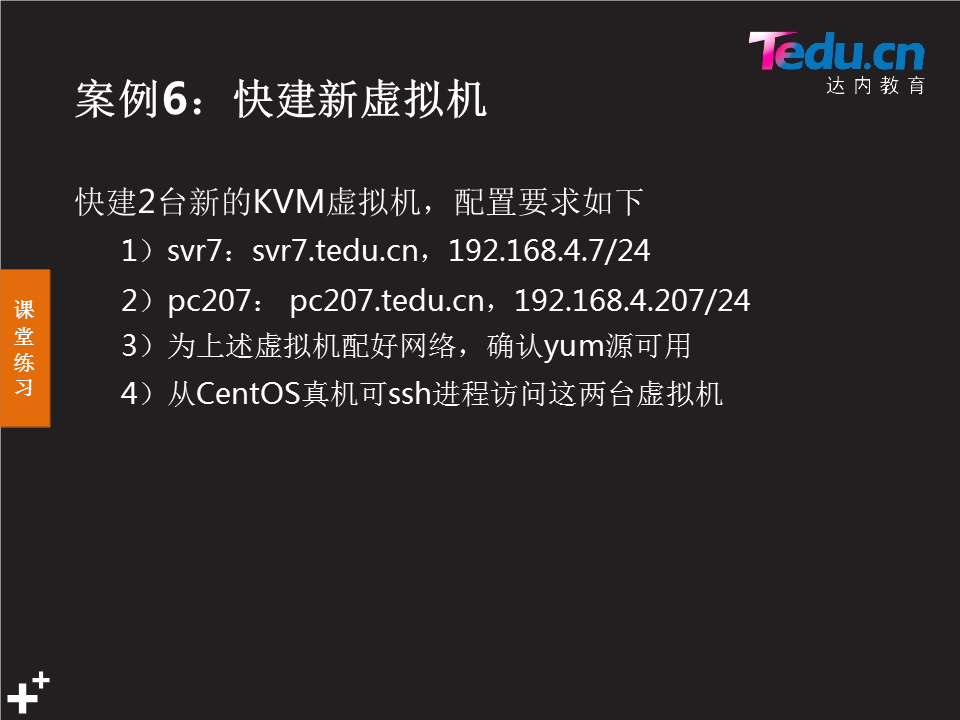 Tedu.cn
达内教育
案例6：快建新虚拟机
快建2台新的KVM虚拟机，配置要求如下
1）svr7：svr7.tedu.cn，192.168.4.7/24
2）pc207： pc207.tedu.cn，192.168.4.207/24
3）为上述虚拟机配好网络，确认yum源可用
4）从CentOS真机可ssh进程访问这两台虚拟机
课堂练习